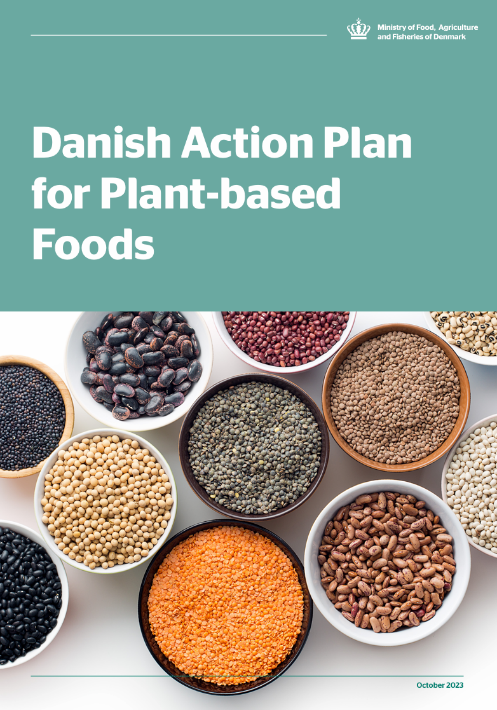 Ministry of Food, Agriculture
and Fisheries of Denmark
Danish Action Plan
for Plant-based
Foods
October 2023